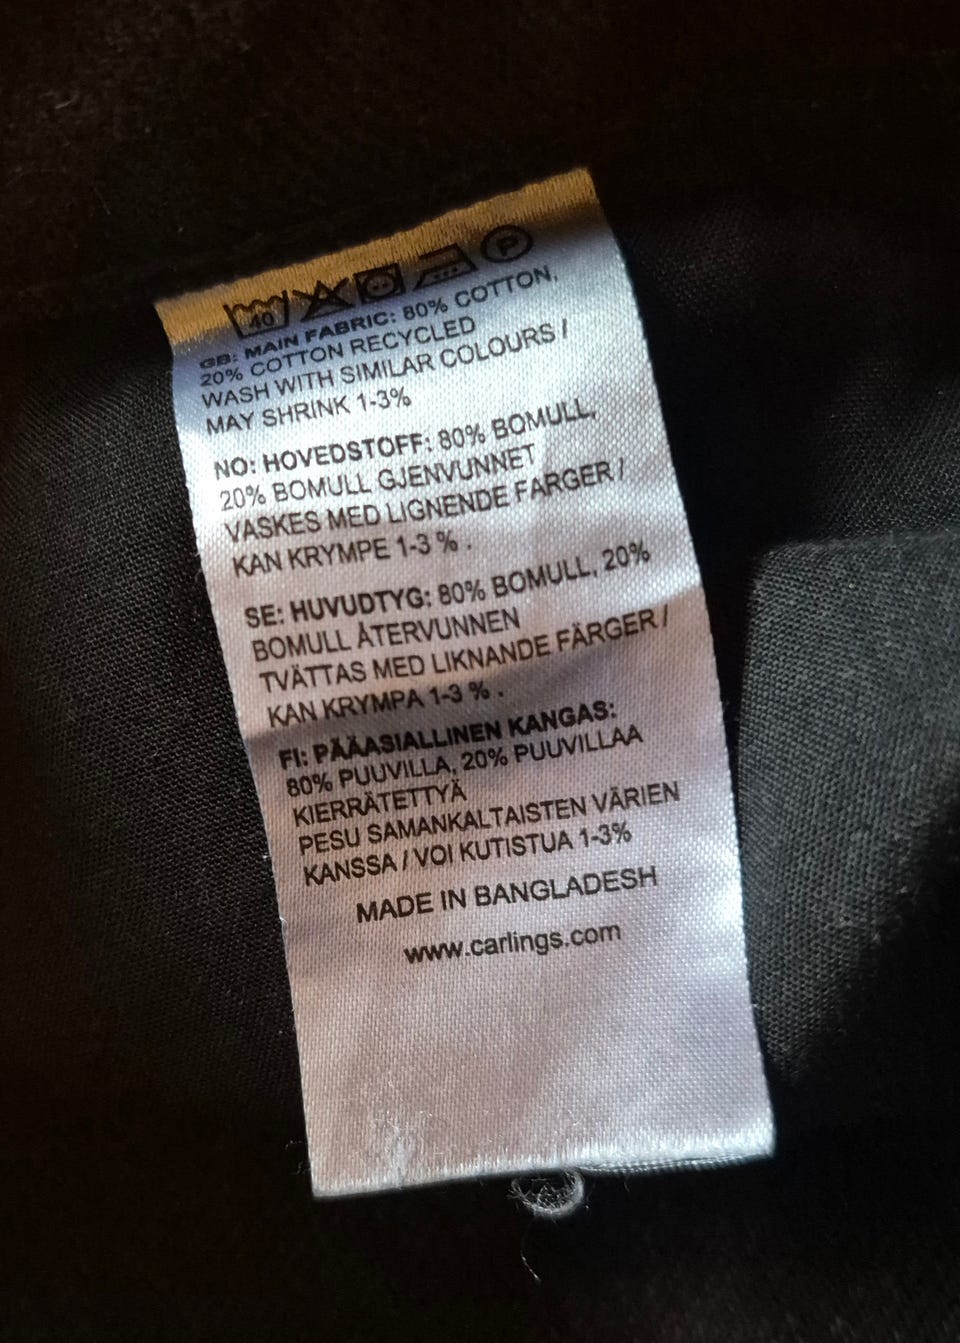 40 P
GB: MAIN FABRIC: 80% COTTON,
20% COTTON RECYCLED
WASH WITH SIMILAR COLOURS /
MAY SHRINK 1-3%
NO: HOVEDSTOFF: 80% BOMULL,
20% BOMULL GJENVUNNET
VASKES MED LIGNENDE FARGER /
KAN KRYMPE 1-3 % .
SE: HUVUDTYG: 80% BOMULL, 20%
BOMULL ÅTERVUNNEN
TVÄTTAS MED LIKNANDE FÄRGER /
KAN KRYMPA 1-3 % .
FI: PÄÄASIALLINEN KANGAS:
80% PUUVILLA, 20% PUUVILLAA
KIERRÄTETTYÄ
PESU SAMANKALTAISTEN VÄRIEN
KANSSA / VOI KUTISTUA 1-3%
MADE IN BANGLADESH
www.carlings.com